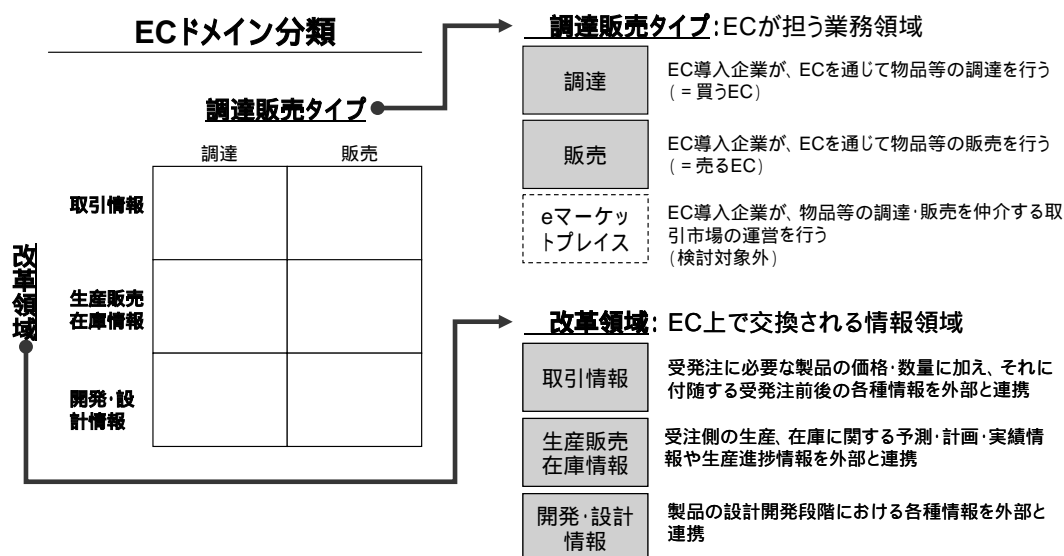 ECドメイン分類
調達販売タイプ
調達
販売
取引情報
生産販売
在庫情報
開発・設
計情報
改革領域
調達販売タイプ:ECが担う業務領域
調達
EC導入企業が、ECを通じて物品等の調達を行う
(=買うEC)
販売
EC導入企業が、ECを通じて物品等の販売を行う
(=売るEC)
eマーケッ
トプレイス
EC導入企業が、物品等の調達・販売を仲介する取
引市場の運営を行う
(検討対象外)
改革領域: EC上で交換される情報領域
取引情報
受発注に必要な製品の価格・数量に加え、それに
付随する受発注前後の各種情報を外部と連携
生産販売
在庫情報
受注側の生産、在庫に関する予測・計画・実績情
報や生産進捗情報を外部と連携
開発・設計
情報
製品の設計開発段階における各種情報を外部と
連携